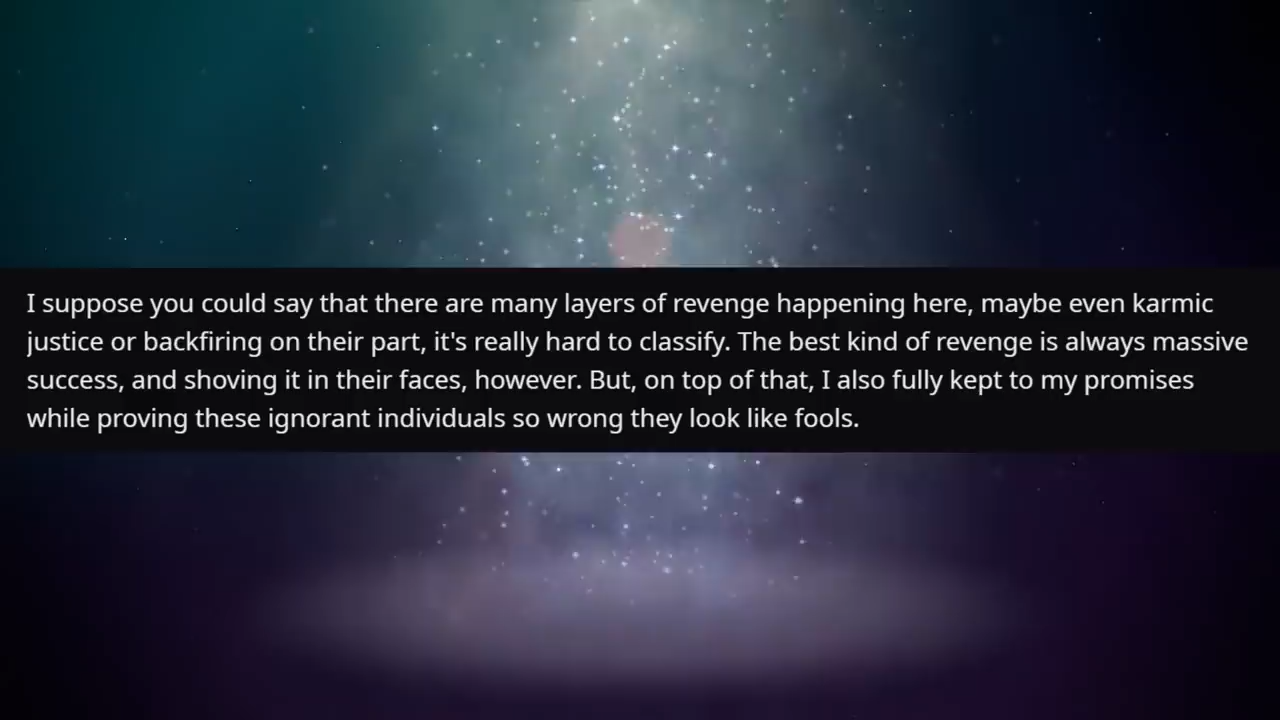 I suppose you could say that there are many layers of revenge happening here, maybe even karmic
justice or backfiring on their part, it's really hard to classify. The best kind of revenge is always massive
success, and shoving it in their faces, however. But, on top of that, I also fully kept to my promises
while proving these ignorant individuals so wrong they look like fools.